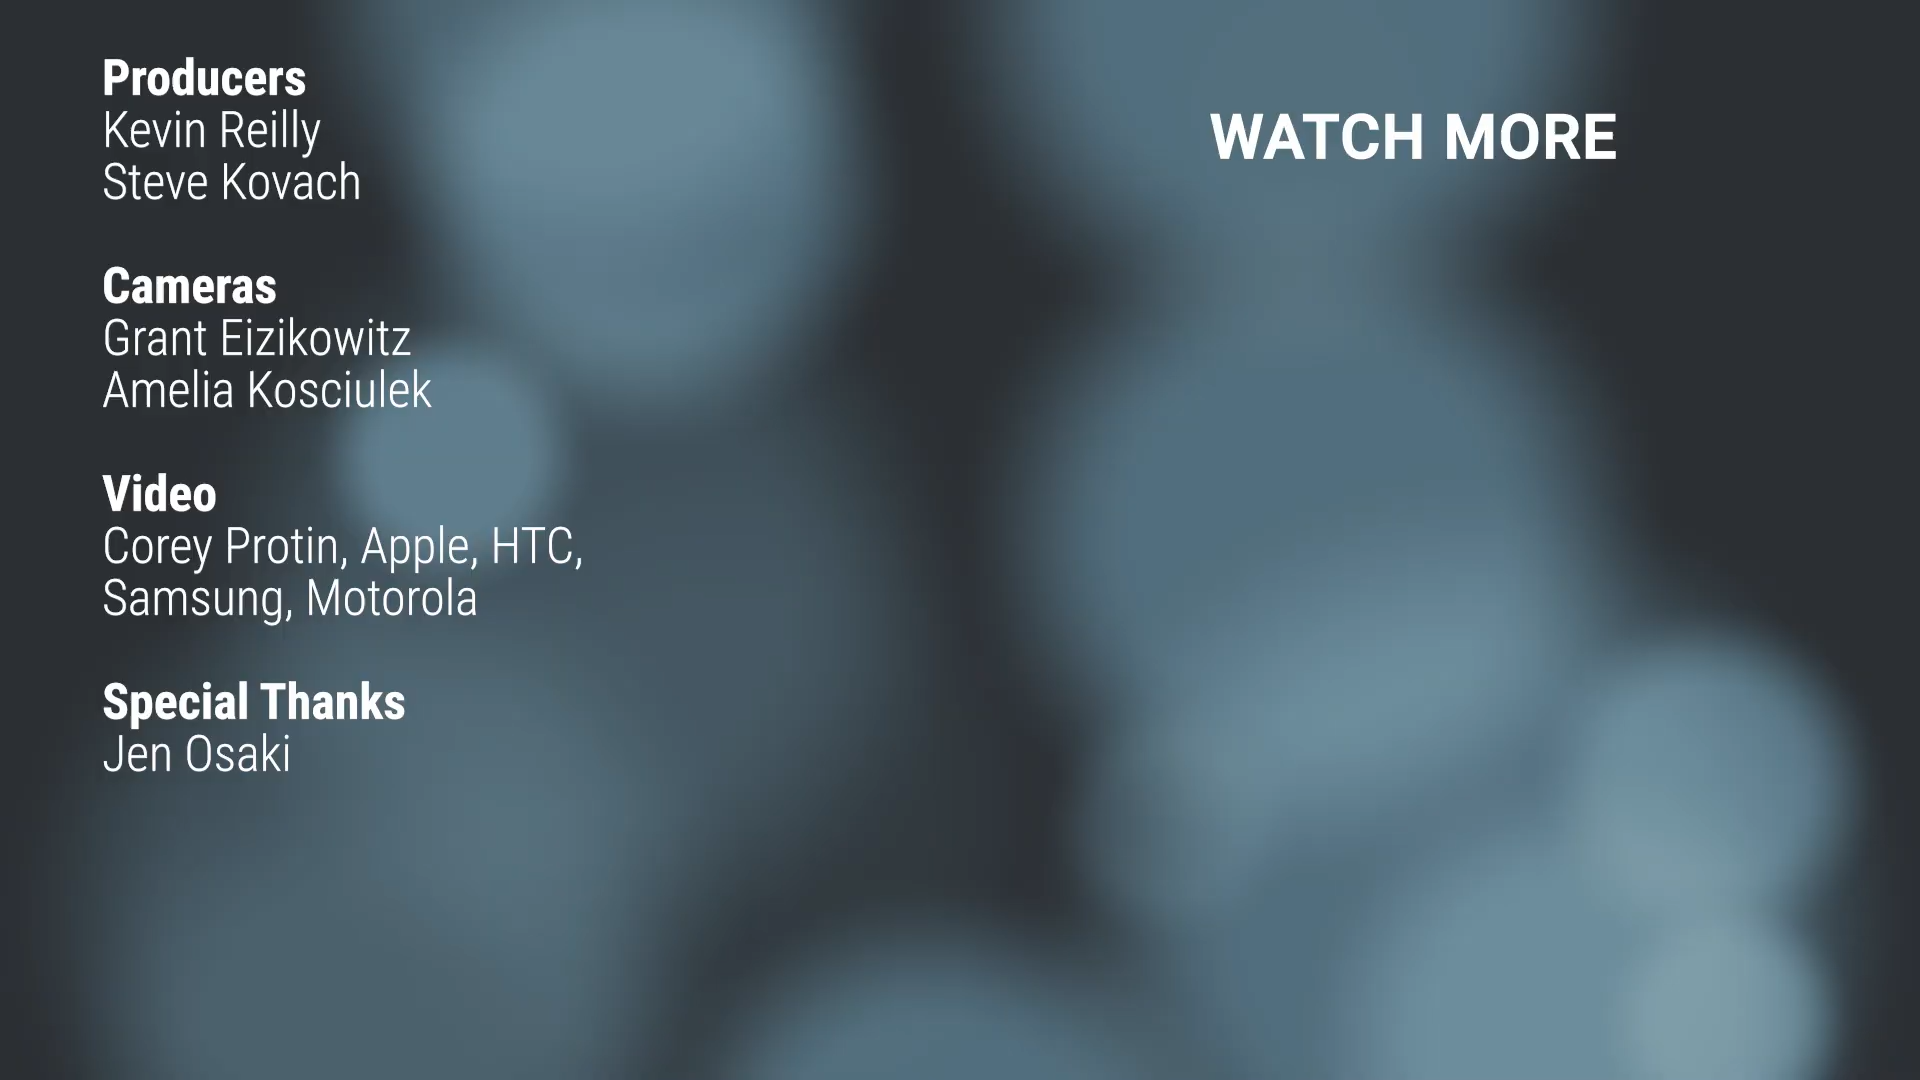 Producers
Kevin Reilly
Steve Kovach
Cameras
Grant Eizikowitz
Amelia Kosciulek
Video
Corey Protin, Apple, HTC,
Samsung, Motorola
Special Thanks
Jen Osaki
WATCH MORE